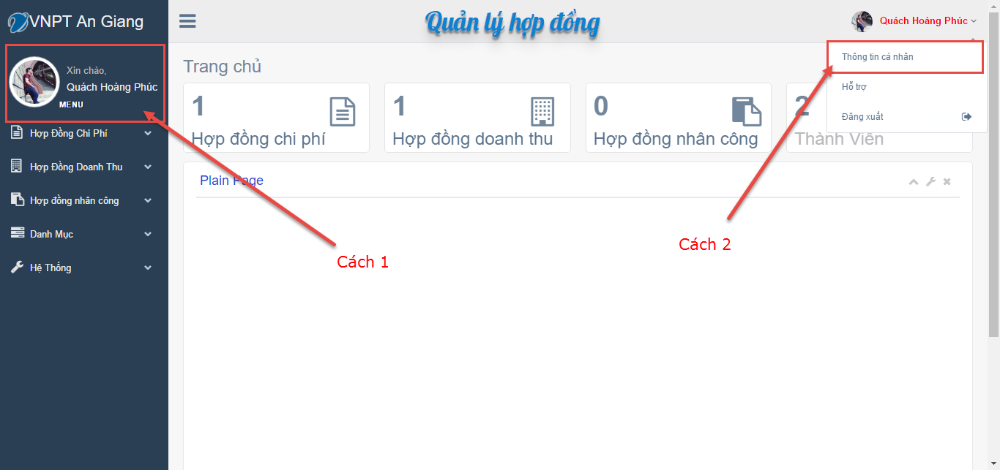 VNPT An Giang
Quản lý hợp đồng
Quách Hoàng Phúc
Xin chào,
Quách Hoàng Phúc
MENU
Hợp Đồng Chi Phí
Hợp Đồng Doanh Thu
Hợp đồng nhân công
Danh Mục
Hệ Thống
Thông tin cá nhân
Hỗ trợ
Đăng xuất
Trang chủ
1
Hợp đồng chi phí
1
Hợp đồng doanh thu
0
Hợp đồng nhân công
2
Thành Viên
Plain Page
Cách 1
Cách 2